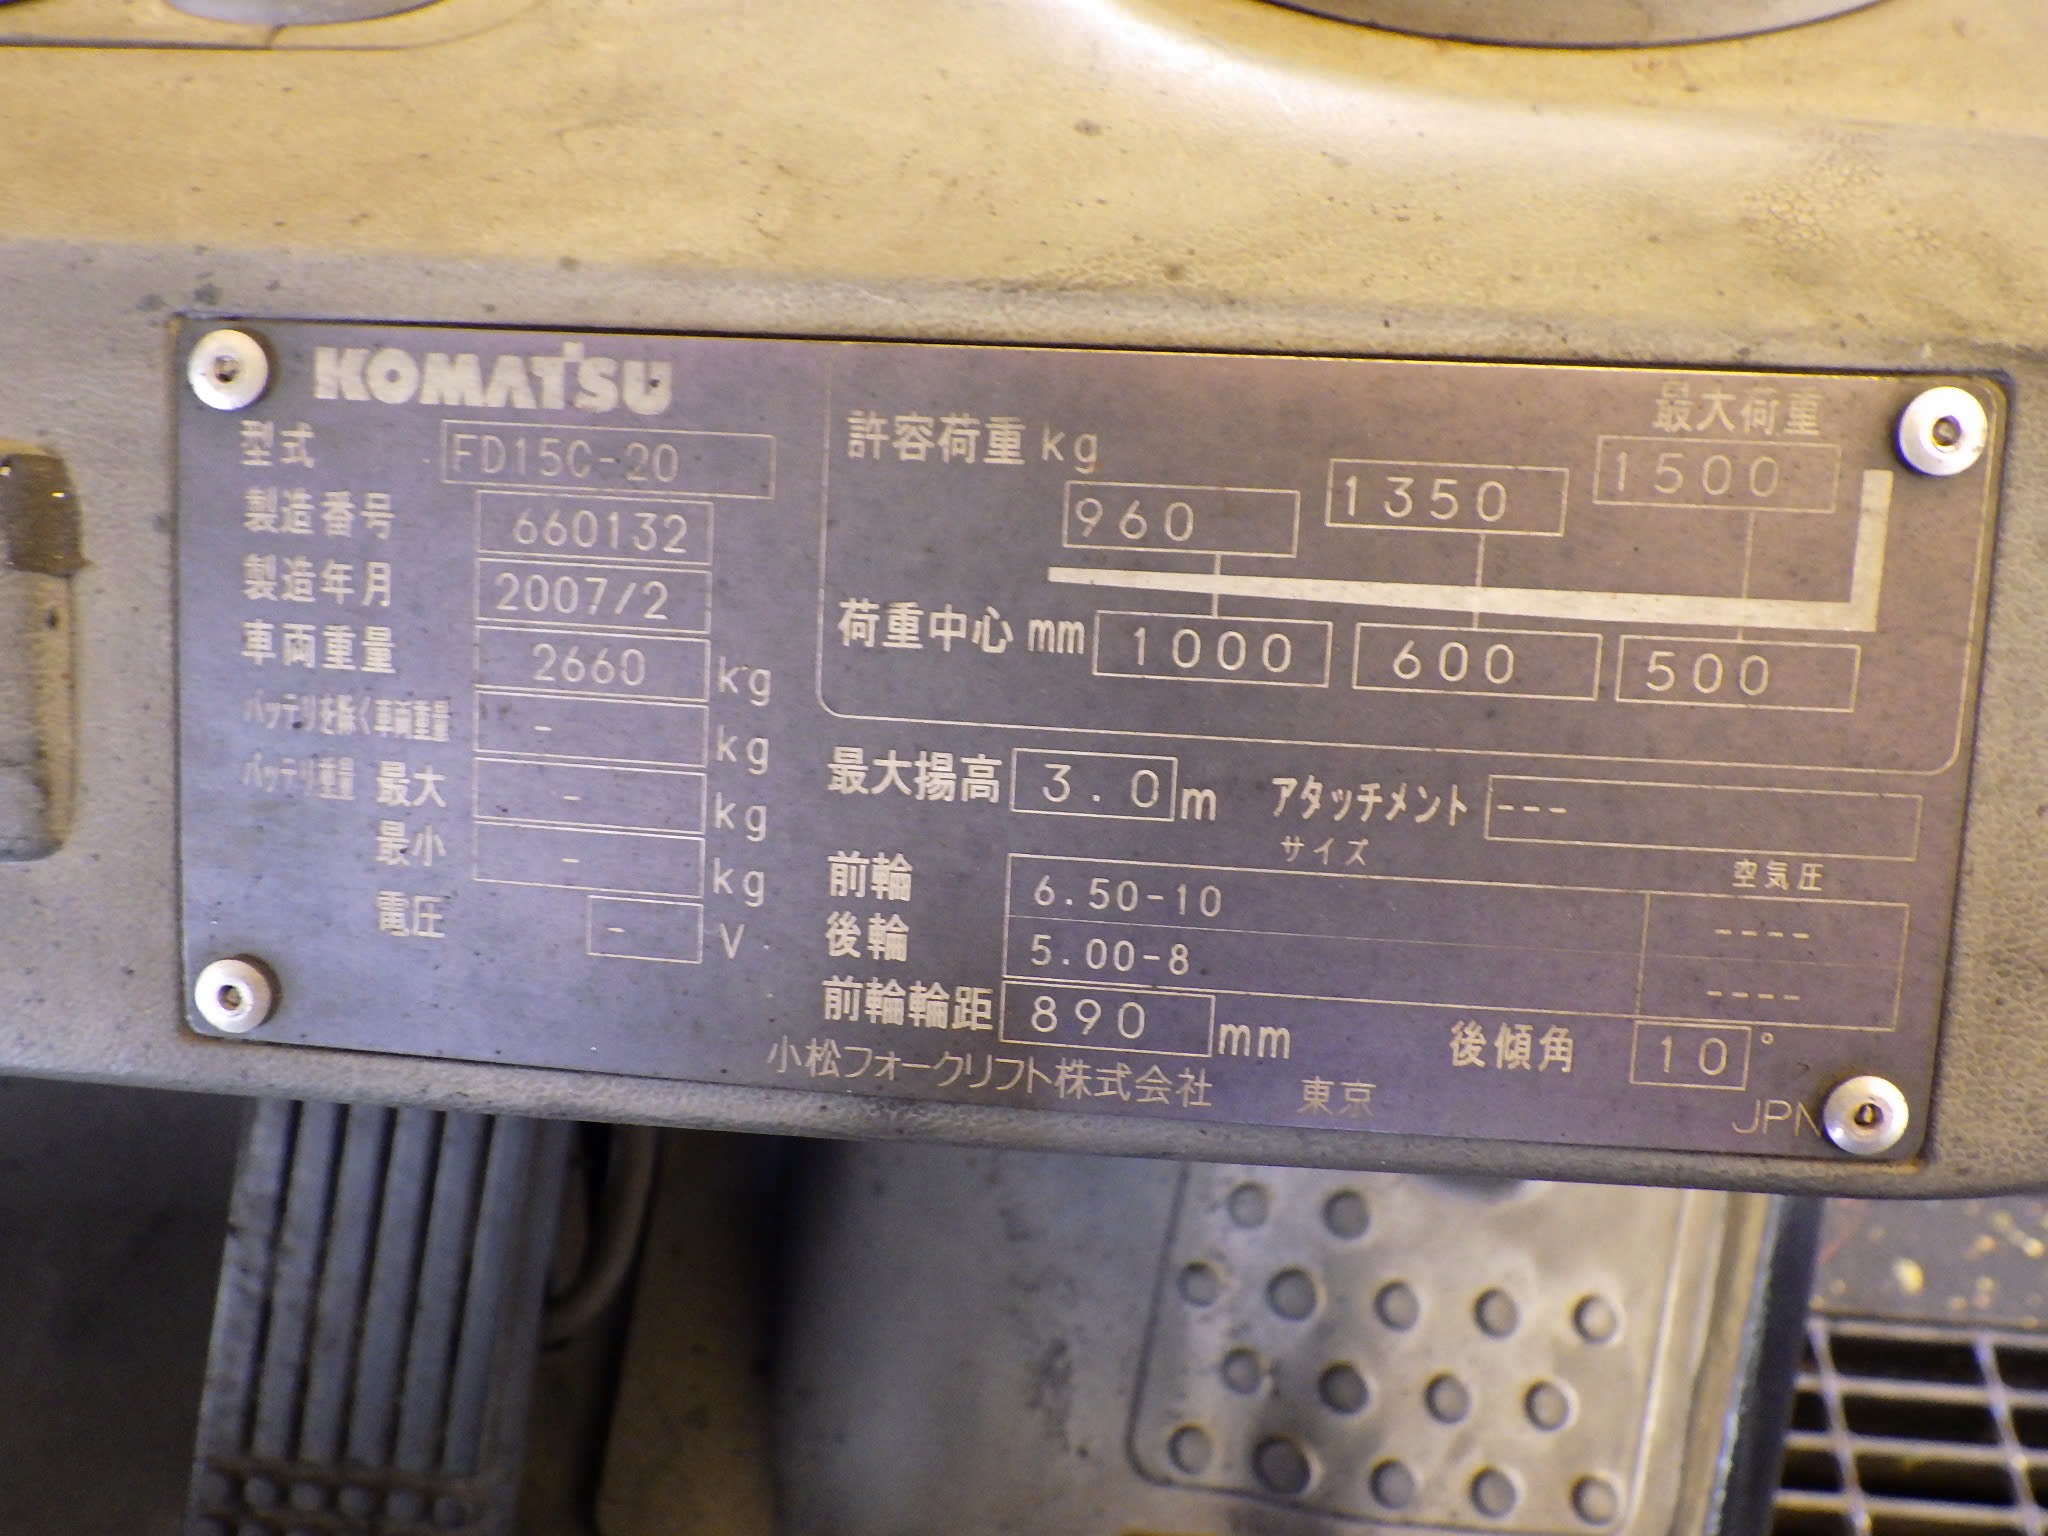 KOMATSU
型式 FD15C-20
製造番号 660132
製造年月 2007/2
車両重量 2660 kg
バッテリを除く車両重量 - kg
バッテリ重量 最大 - kg
最小 - kg
電圧 - V
最大荷重
許容荷重 kg 960 1350 1500
荷重中心 mm 1000 600 500
最大揚高 3.0 m アタッチメント ---
サイズ 空気圧
前輪 6.50-10 ----
後輪 5.00-8 ----
前輪輪距 890 mm 後傾角 10°
小松フォークリフト株式会社 東京
JPN